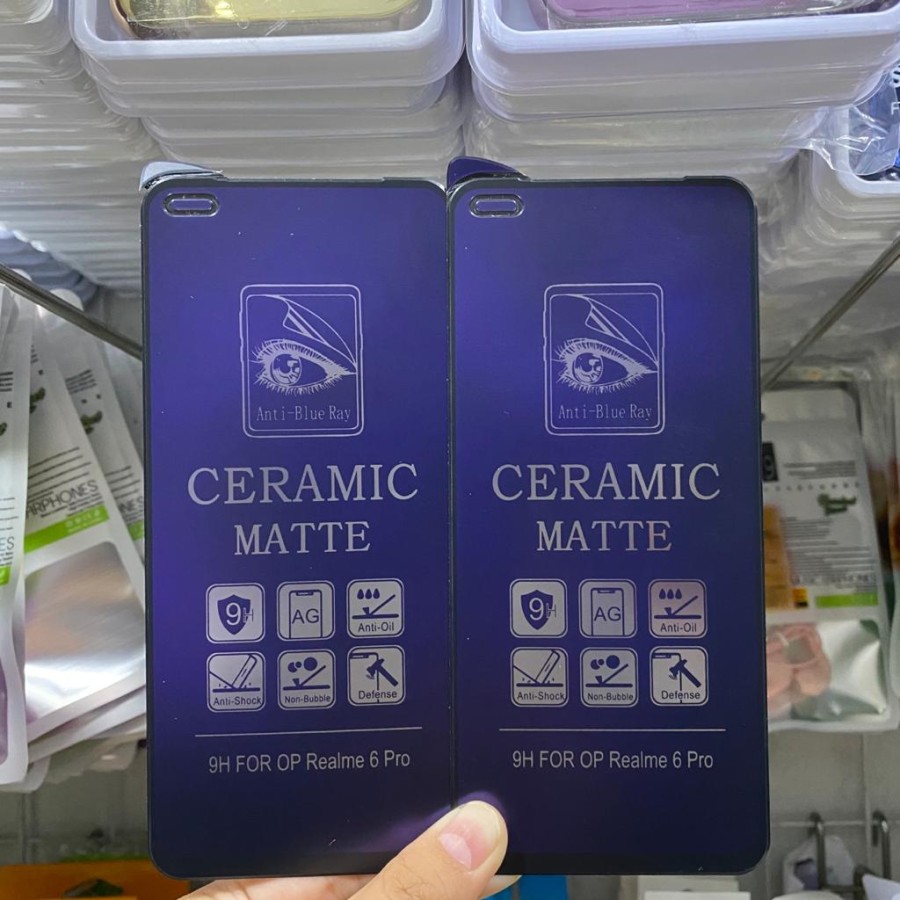 Anti-Blue Ray
CERAMIC
MATTE
9H
AG
Anti-Oil
Anti-Shock
Non-Bubble
Defense
9H FOR OP Realme 6 Pro
Anti-Blue Ray
CERAMIC
MATTE
9H
AG
Anti-Oil
Anti-Shock
Non-Bubble
Defense
9H FOR OP Realme 6 Pro